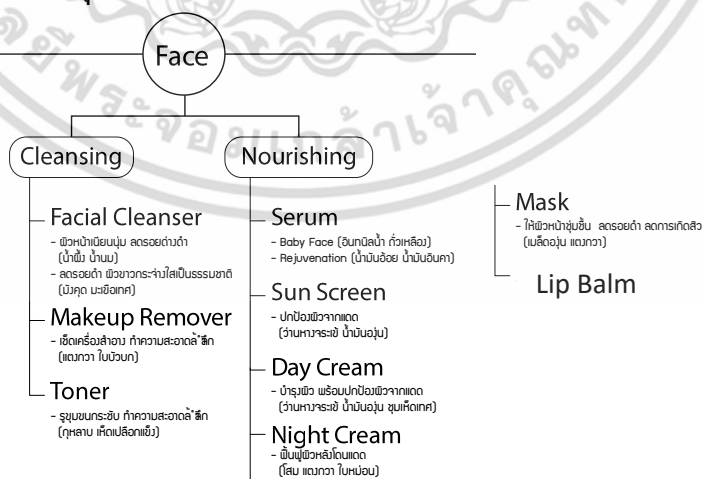 Face
Cleansing
Facial Cleanser
- ผิวหน้าเนียนนุ่ม ลดรอยด่างดำ
(น้ำผึ้ง น้ำนม)
- ลดรอยดำ ผิวขาวกระจ่างใสเป็นธรรมชาติ
(มังคุด มะเขือเทศ)
Makeup Remover
- เช็ดเครื่องสำอาง ทำความสะอาดล้ำลึก
(แตงกวา ใบบัวบก)
Toner
- รูขุมขนกระชับ ทำความสะอาดล้ำลึก
(กุหลาบ เห็ดเปลือกแข็ง)
Nourishing
Serum
- Baby Face (อินทนิลน้ำ ถั่วเหลือง)
- Rejuvenation (น้ำมันอ้อย น้ำมันอินคา)
Sun Screen
- ปกป้องผิวจากแดด
(ว่านหางจระเข้ น้ำมันองุ่น)
Day Cream
- บำรุงผิว พร้อมปกป้องผิวจากแดด
(ว่านหางจระเข้ น้ำมันองุ่น ชุมเห็ดเทศ)
Night Cream
- ฟื้นฟูผิวหลังโดนแดด
(โสม แตงกวา ใบหม่อน)
Mask
- ให้ผิวหน้าชุ่มชื้น ลดรอยดำ ลดการเกิดสิว
(เมล็ดองุ่น แตงกวา)
Lip Balm